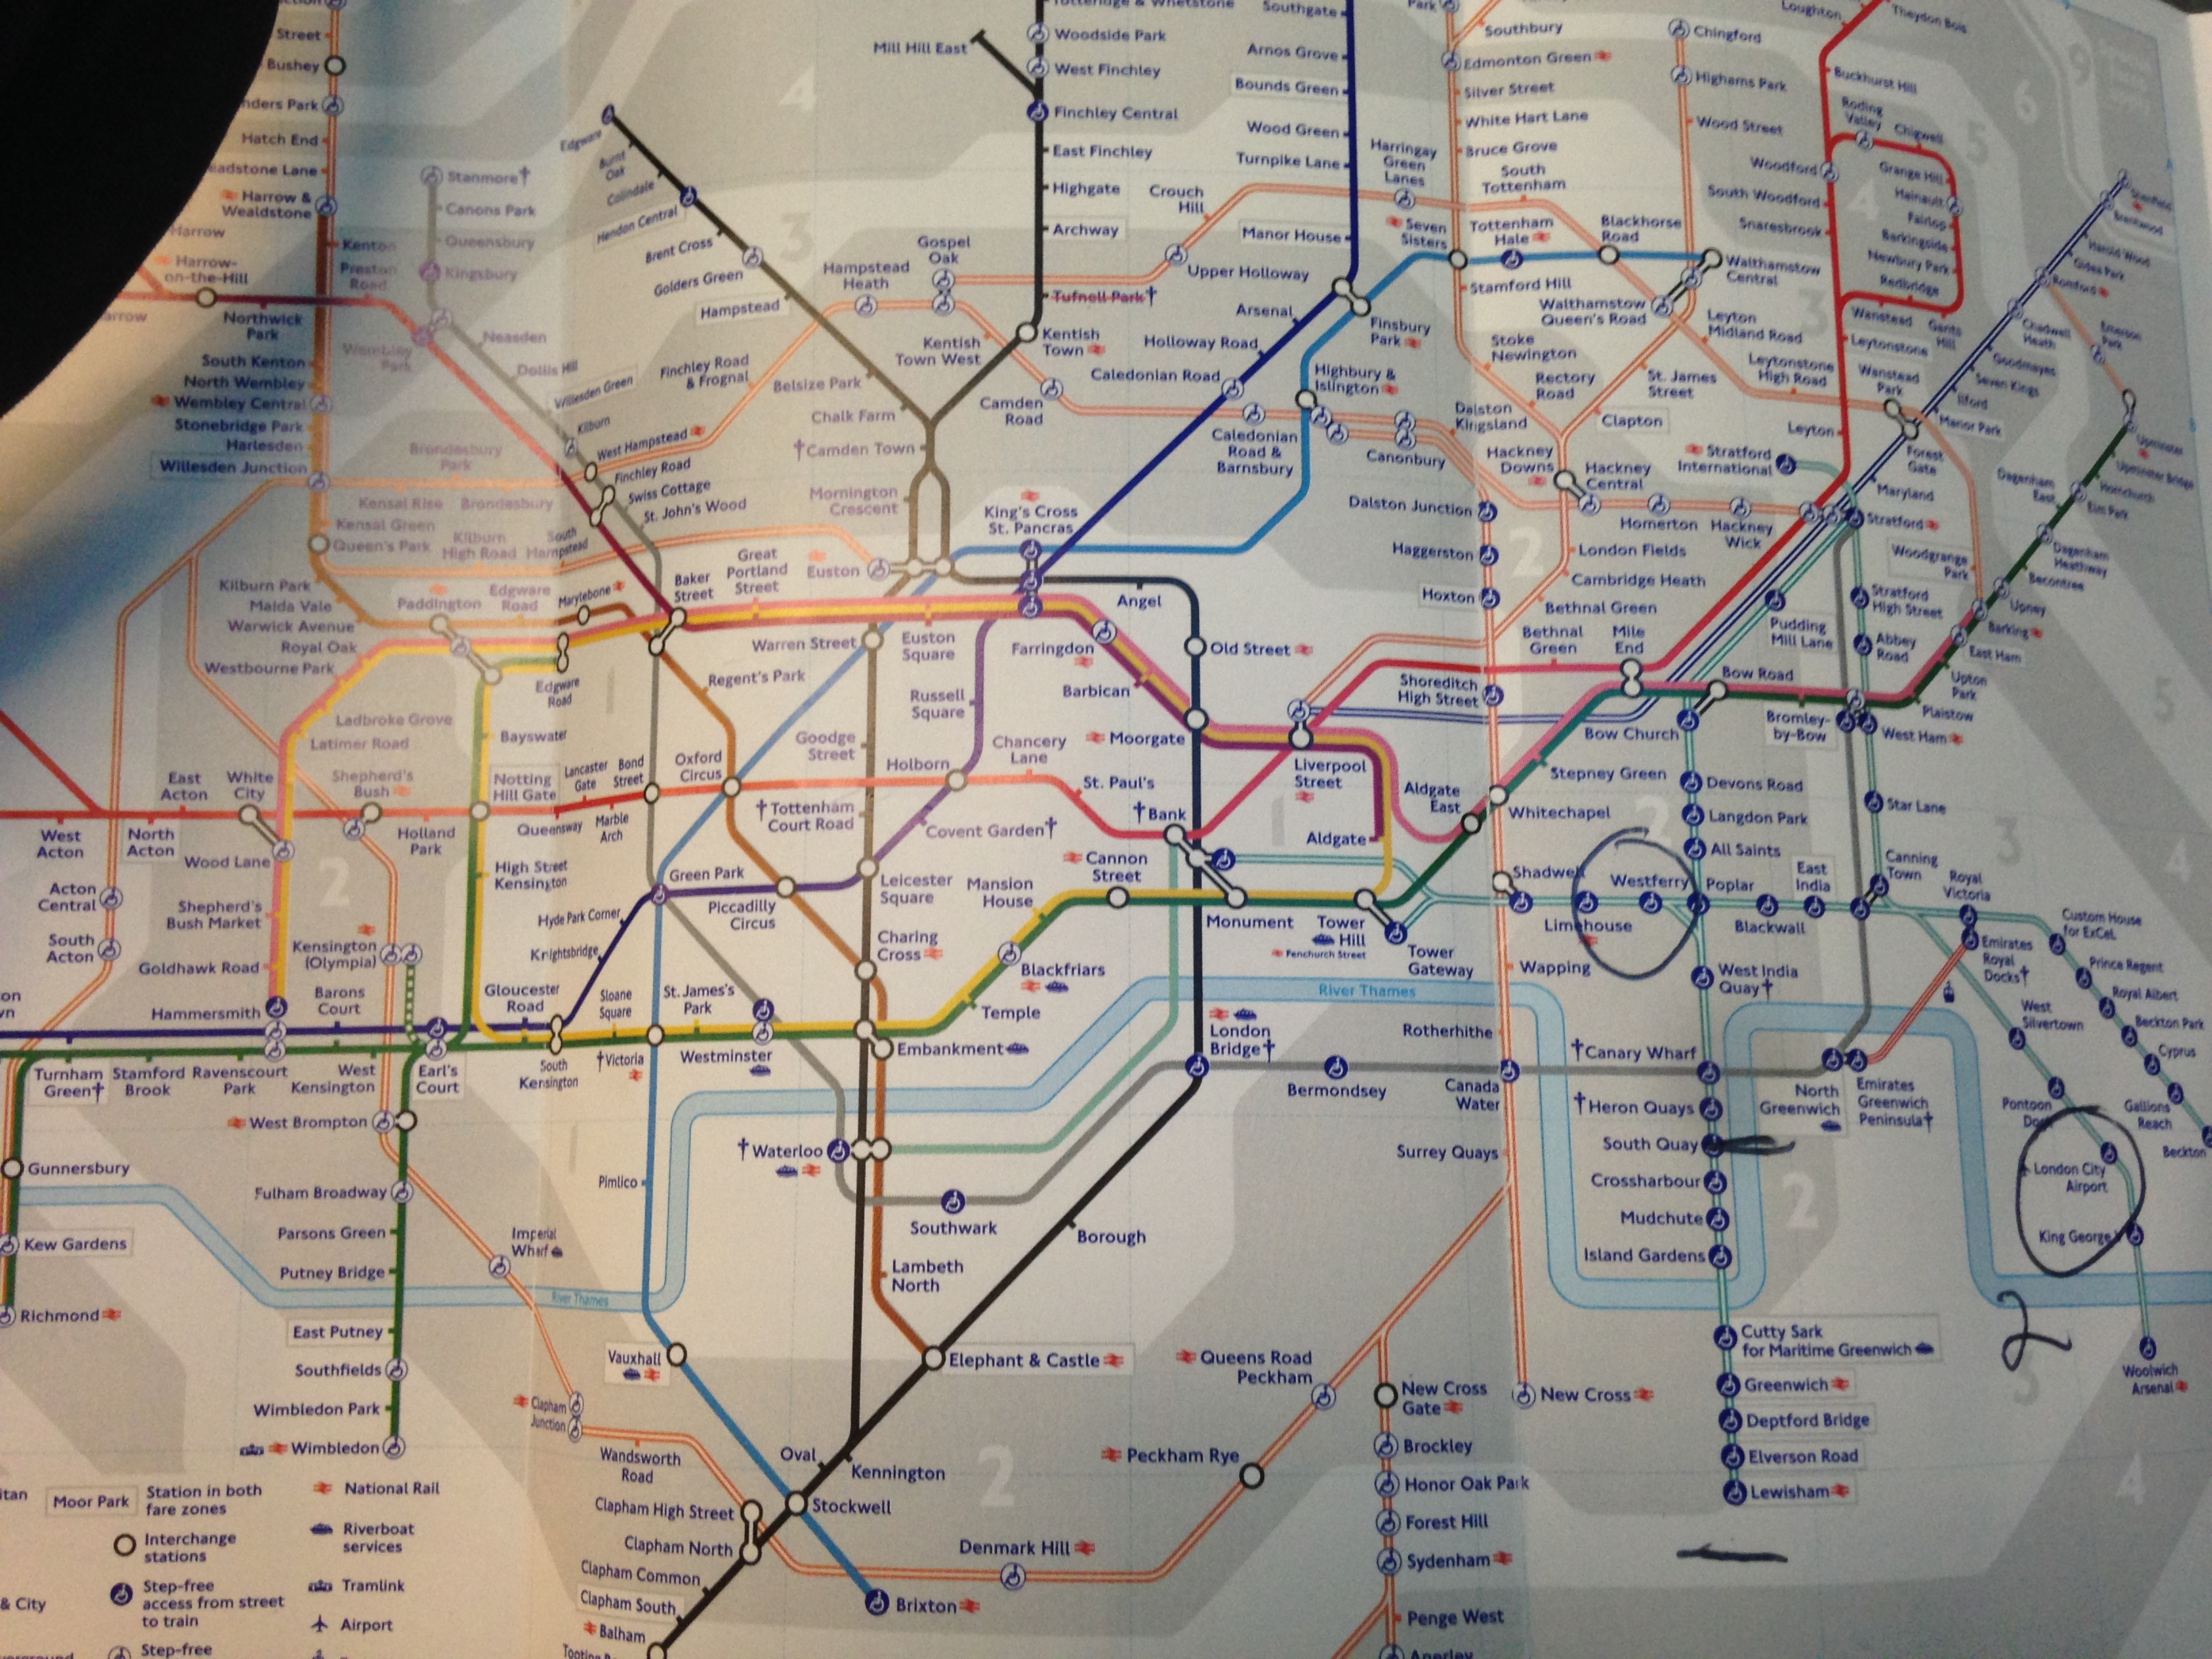 Woodside Park
West Finchley
Mill Hill East
Finchley Central
East Finchley
Highgate
Archway
Tufnell Park†
Kentish
Town
Southgate
Arnos Grove
Bounds Green
Wood Green
Turnpike Lane
Manor House
Harringay
Green
Lanes
Crouch
Hill
Upper Holloway
Arsenal
Holloway Road
Caledonian Road
Finsbury
Park
Highbury &
Islington
Caledonian
Road &
Barnsbury
Canonbury
Southbury
Edmonton Green
Silver Street
White Hart Lane
Bruce Grove
South
Tottenham
Seven
Sisters
Tottenham
Hale
Blackhorse
Road
Stamford Hill
Walthamstow
Central
Walthamstow
Queen's Road
Stoke
Newington
Rectory
Road
St. James
Street
Clapton
Leyton
Midland Road
Leytonstone
High Road
Wanstead
Park
Chingford
Highams Park
Wood Street
Loughton
Theydon Bois
Buckhurst Hill
Roding
Valley
Chigwell
Grange Hill
Hainault
Fairlop
Barkingside
Newbury Park
Redbridge
Gants
Hill
Wanstead
Woodford
South Woodford
Snaresbrook
Leytonstone
Leyton
Romford
Emerson
Park
Chadwell
Heath
Goodmayes
Seven Kings
Ilford
Manor Park
Forest
Gate
Maryland
Stratford
International
Stratford
Upminster
Upminster Bridge
Hornchurch
Elm Park
Dagenham
East
Dagenham
Heathway
Becontree
Upney
Barking
East Ham
Upton
Park
Plaistow
Woodgrange
Park
Street
Bushey
Hatch End
Harrow &
Wealdstone
Kenton
Preston
Road
Harrow-
on-the-Hill
Northwick
Park
South Kenton
North Wembley
Wembley Central
Stonebridge Park
Harlesden
Willesden Junction
Kensal Green
Queen's Park
Kilburn Park
Maida Vale
Warwick Avenue
Royal Oak
Westbourne Park
Stanmore†
Canons Park
Queensbury
Kingsbury
Wembley
Park
Neasden
Dollis Hill
Willesden Green
Kilburn
West Hampstead
Finchley Road
Swiss Cottage
St. John's Wood
Edgware
Burnt
Oak
Colindale
Hendon Central
Brent Cross
Golders Green
Hampstead
Belsize Park
Chalk Farm
†Camden Town
Mornington
Crescent
Hampstead
Heath
Gospel
Oak
Kentish
Town West
Camden
Road
Finchley Road
& Frognal
Brondesbury
Park
Kensal Rise
Brondesbury
Kilburn
High Road
South
Hampstead
Euston
King's Cross
St. Pancras
Paddington
Edgware
Road
Marylebone
Baker
Street
Great
Portland
Street
Warren Street
Euston
Square
Farringdon
Barbican
Moorgate
Angel
Old Street
Regent's Park
Russell
Square
Goodge
Street
Holborn
Chancery
Lane
St. Paul's
†Bank
†Tottenham
Court Road
Covent Garden†
Oxford
Circus
Bond
Street
Lancaster
Gate
Marble
Arch
Queensway
Notting
Hill Gate
Bayswater
Edgware
Road
Ladbroke Grove
Latimer Road
Shepherd's
Bush
White
City
East
Acton
West
Acton
North
Acton
Wood Lane
Holland
Park
Acton
Central
South
Acton
Shepherd's
Bush Market
Goldhawk Road
Kensington
(Olympia)
High Street
Kensington
Hyde Park Corner
Knightsbridge
Green Park
Piccadilly
Circus
Leicester
Square
Charing
Cross
Mansion
House
Cannon
Street
Monument
Tower
Hill
Fenchurch Street
Tower
Gateway
Blackfriars
Temple
Embankment
Westminster
St. James's
Park
†Victoria
Sloane
Square
South
Kensington
Gloucester
Road
Earl's
Court
Barons
Court
Hammersmith
West
Kensington
Ravenscourt
Park
Stamford
Brook
Turnham
Green†
Gunnersbury
Kew Gardens
Richmond
West Brompton
Fulham Broadway
Parsons Green
Putney Bridge
East Putney
Southfields
Wimbledon Park
Wimbledon
Imperial
Wharf
Clapham
Junction
Wandsworth
Road
Clapham High Street
Clapham North
Clapham Common
Clapham South
Balham
Pimlico
Vauxhall
Oval
Kennington
Stockwell
Brixton
†Waterloo
Southwark
Lambeth
North
Elephant & Castle
Borough
London
Bridge†
Bermondsey
Canada
Water
River Thames
River Thames
Dalston
Kingsland
Dalston Junction
Haggerston
Hoxton
Shoreditch
High Street
Hackney
Downs
Hackney
Central
Homerton
Hackney
Wick
London Fields
Cambridge Heath
Bethnal Green
Bethnal
Green
Mile
End
Bow Road
Bow Church
Bromley-
by-Bow
West Ham
Pudding
Mill Lane
Stratford
High Street
Abbey
Road
Star Lane
Canning
Town
Liverpool
Street
Aldgate
East
Aldgate
Whitechapel
Stepney Green
Shadwell
Wapping
Rotherhithe
Surrey Quays
Limehouse
Westferry
Poplar
Devons Road
Langdon Park
All Saints
East
India
Blackwall
West India
Quay†
†Canary Wharf
†Heron Quays
South Quay
Crossharbour
Mudchute
Island Gardens
Cutty Sark
for Maritime Greenwich
Greenwich
Deptford Bridge
Elverson Road
Lewisham
North
Greenwich
Emirates
Greenwich
Peninsula†
Emirates
Royal
Docks†
Royal
Victoria
Custom House
for ExCeL
Prince Regent
Royal Albert
Beckton Park
Cyprus
Gallions
Reach
Beckton
West
Silvertown
Pontoon
Dock
London City
Airport
King George V
Woolwich
Arsenal
2
Queens Road
Peckham
Peckham Rye
Denmark Hill
New Cross
Gate
New Cross
Brockley
Honor Oak Park
Forest Hill
Sydenham
Penge West
Anerley
Moor Park
Station in both
fare zones
Interchange
stations
Step-free
access from street
to train
Step-free
National Rail
Riverboat
services
Tramlink
Airport
& City